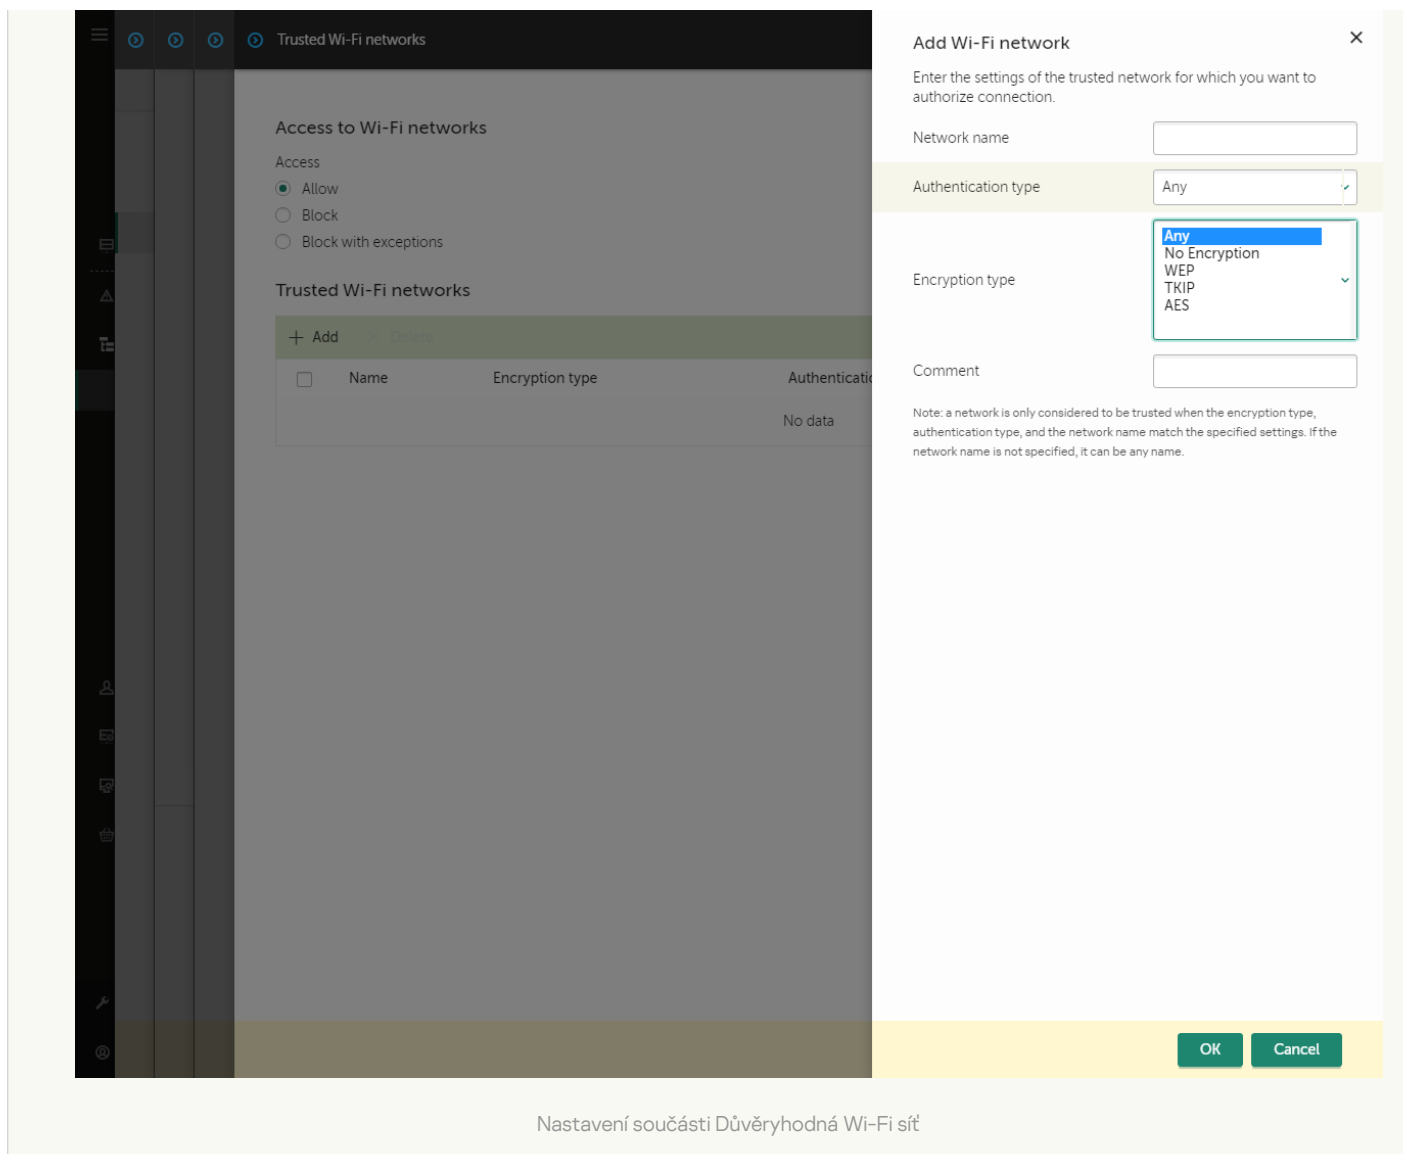 Trusted Wi-Fi networks
Access to Wi-Fi networks
Access
Allow
Block
Block with exceptions
Trusted Wi-Fi networks
Add
Delete
Name
Encryption type
No data
Add Wi-Fi network
Enter the settings of the trusted network for which you want to
authorize connection.
Network name
Authentication type
Any
Encryption type
Any
No Encryption
WEP
TKIP
AES
Comment
Note: a network is only considered to be trusted when the encryption type,
authentication type, and the network name match the specified settings. If the
network name is not specified, it can be any name.
OK
Cancel
Nastavení součásti Důvěryhodná Wi-Fi síť